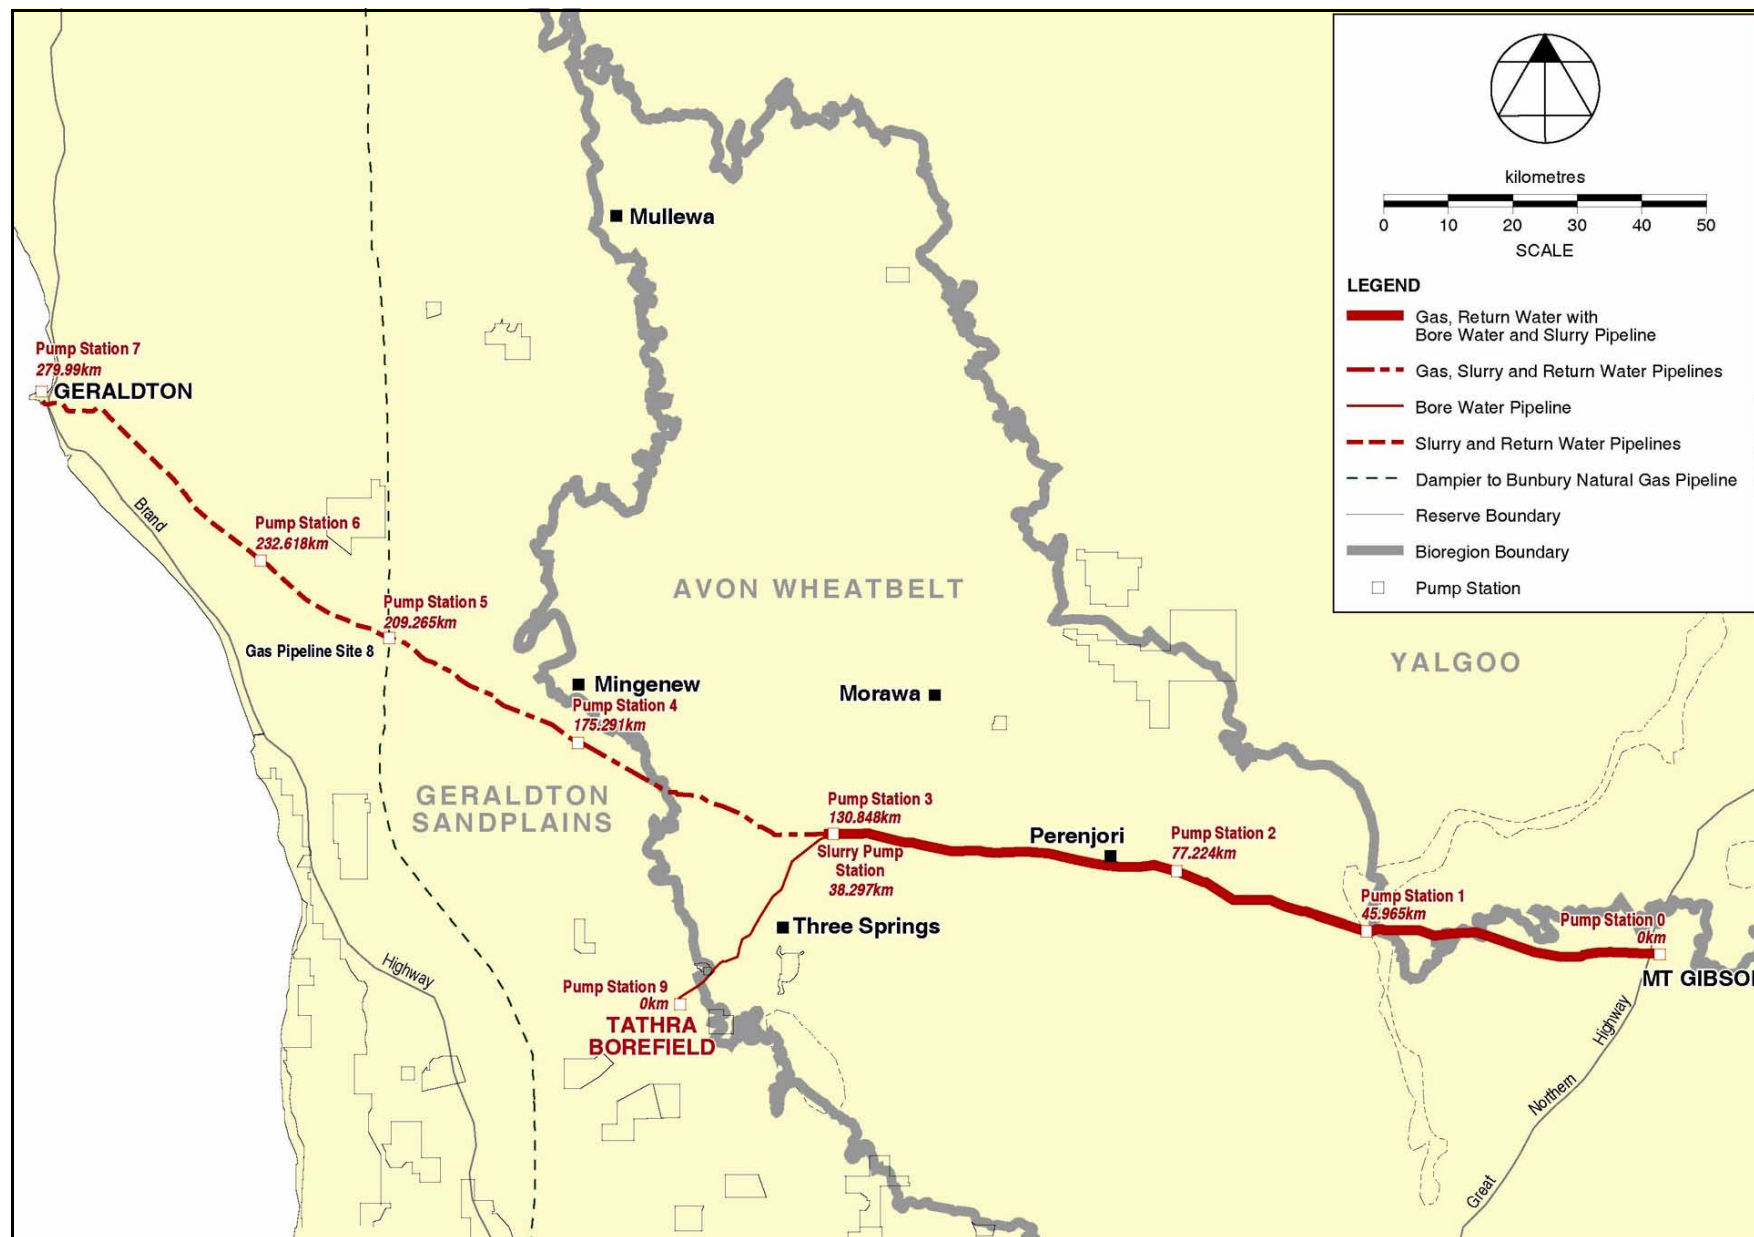 kilometres
0 10 20 30 40 50
SCALE
LEGEND
Gas, Return Water with
Bore Water and Slurry Pipeline
Gas, Slurry and Return Water Pipelines
Bore Water Pipeline
Slurry and Return Water Pipelines
Dampier to Bunbury Natural Gas Pipeline
Reserve Boundary
Bioregion Boundary
Pump Station
Mullewa
Pump Station 7
279.99km
GERALDTON
Brand
Pump Station 6
232.618km
Pump Station 5
209.265km
Gas Pipeline Site 8
AVON WHEATBELT
YALGOO
Mingenew
Pump Station 4
175.291km
Morawa
GERALDTON
SANDPLAINS
Pump Station 3
130.848km
Slurry Pump
Station
38.297km
Perenjori
Pump Station 2
77.224km
Pump Station 1
45.965km
Pump Station 0
0km
MT GIBSON
Three Springs
Highway
Pump Station 9
0km
TATHRA
BOREFIELD
Highway
Northern
Great